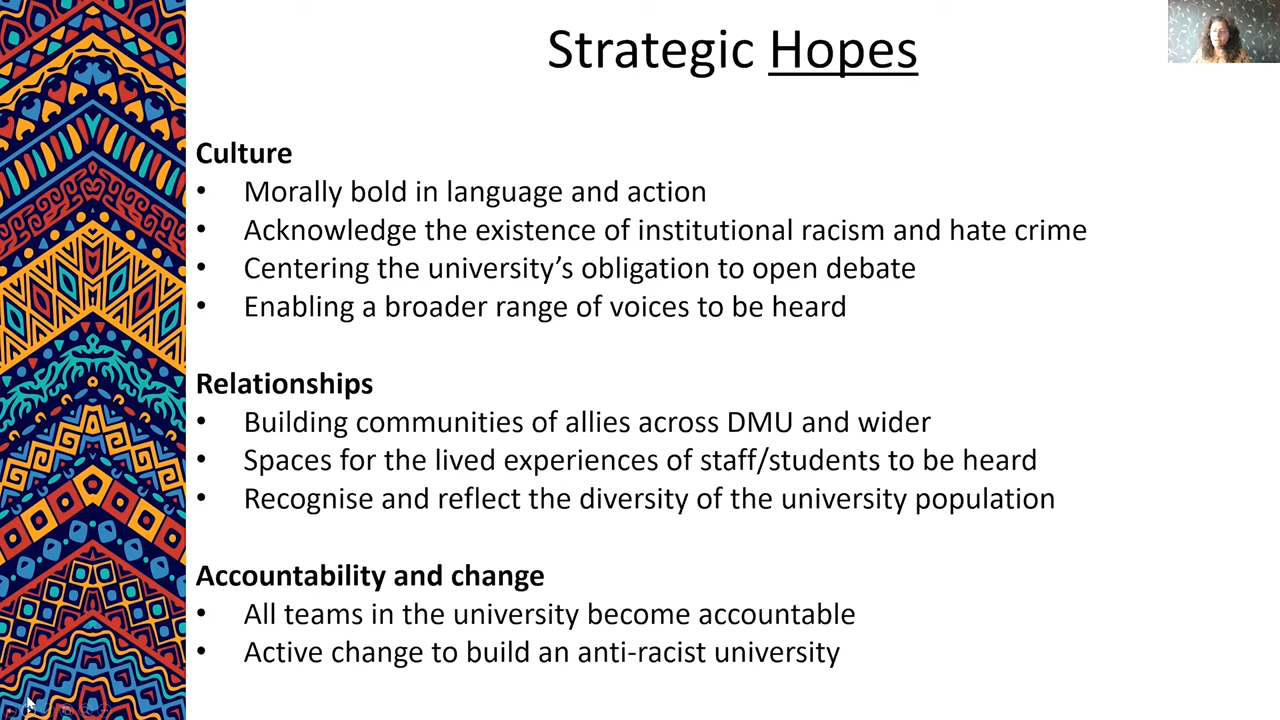 Strategic Hopes
Culture
• Morally bold in language and action
• Acknowledge the existence of institutional racism and hate crime
• Centering the university's obligation to open debate
• Enabling a broader range of voices to be heard
Relationships
• Building communities of allies across DMU and wider
• Spaces for the lived experiences of staff/students to be heard
• Recognise and reflect the diversity of the university population
Accountability and change
• All teams in the university become accountable
• Active change to build an anti-racist university